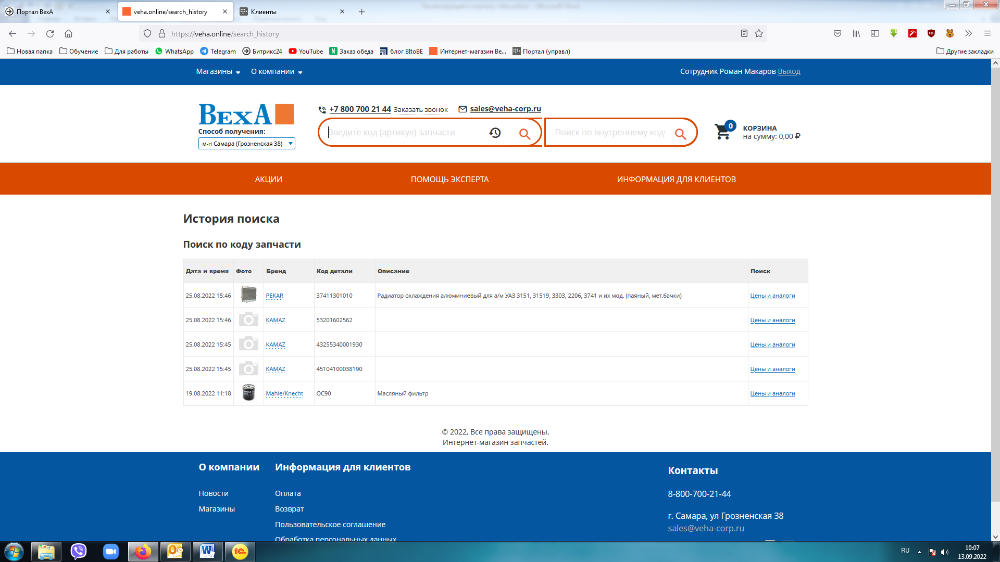 Портал ВехА
veha.online/search_history
Клиенты
https://veha.online/search_history
Новая папка
Обучение
Для работы
WhatsApp
Telegram
Битрикс24
YouTube
Заказ обеда
блог BItoBE
Интернет-магазин Ве...
Портал (управл)
Другие закладки
Магазины
О компании
Сотрудник Роман Макаров Выход
ВехА
Способ получения:
м-н Самара (Грозненская 38)
+7 800 700 21 44 Заказать звонок
sales@veha-corp.ru
Введите код (артикул) запчасти
Поиск по внутреннему коду
0
КОРЗИНА
на сумму: 0,00 ₽
АКЦИИ
ПОМОЩЬ ЭКСПЕРТА
ИНФОРМАЦИЯ ДЛЯ КЛИЕНТОВ
История поиска
Поиск по коду запчасти
Дата и время Фото Бренд Код детали Описание Поиск
25.08.2022 15:46 PEKAR 37411301010 Радиатор охлаждения алюминиевый для а/м УАЗ 3151, 31519, 3303, 2206, 3741 и их мод. (паяный, мет.бачки) Цены и аналоги
25.08.2022 15:46 KAMAZ 53201602562 Цены и аналоги
25.08.2022 15:45 KAMAZ 43255340001930 Цены и аналоги
25.08.2022 15:45 KAMAZ 45104100038190 Цены и аналоги
19.08.2022 11:18 Mahle/Knecht OC90 Масляный фильтр Цены и аналоги
© 2022, Все права защищены.
Интернет-магазин запчастей.
О компании
Новости
Магазины
Информация для клиентов
Оплата
Возврат
Пользовательское соглашение
Обработка персональных данных
Контакты
8-800-700-21-44
г. Самара, ул Грозненская 38
sales@veha-corp.ru
RU
10:07
13.09.2022